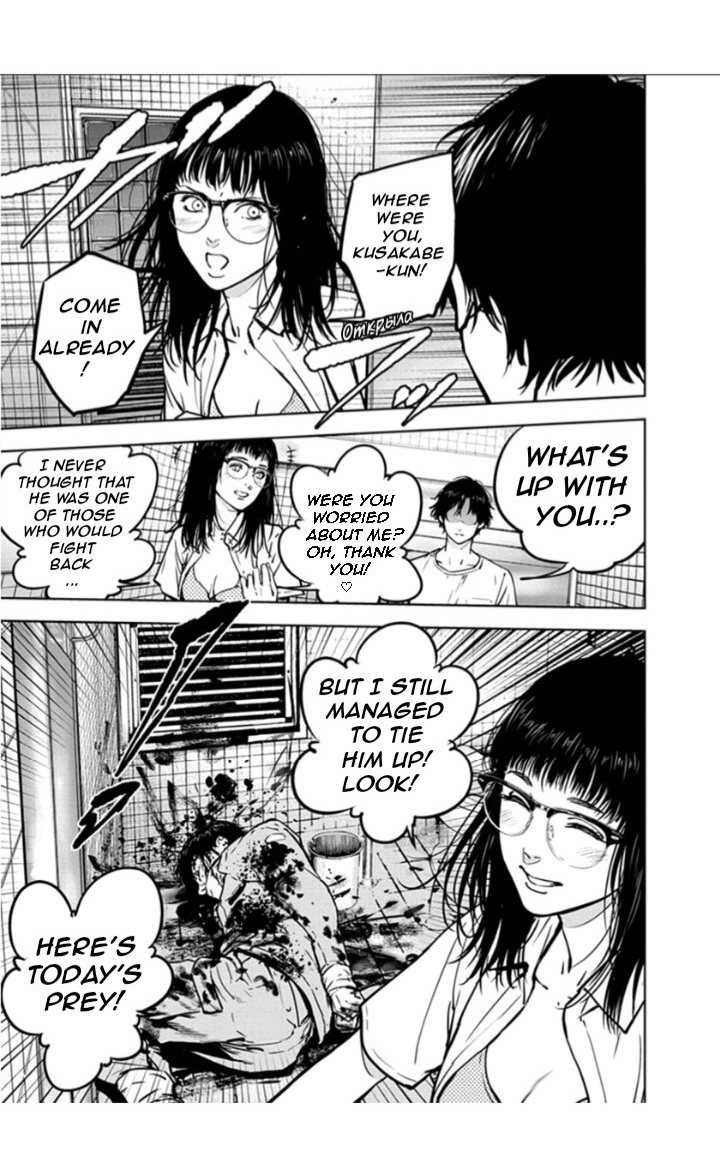 WHERE
WERE
YOU,
KUSAKABE
-KUN!
Открыла
COME
IN
ALREADY
!
WHAT'S
UP WITH
YOU..?
WERE YOU
WORRIED
ABOUT ME?
OH, THANK
YOU!
♡
I NEVER
THOUGHT THAT
HE WAS ONE
OF THOSE
WHO WOULD
FIGHT
BACK
...
BUT I STILL
MANAGED
TO TIE
HIM UP!
LOOK!
HERE'S
TODAY'S
PREY!